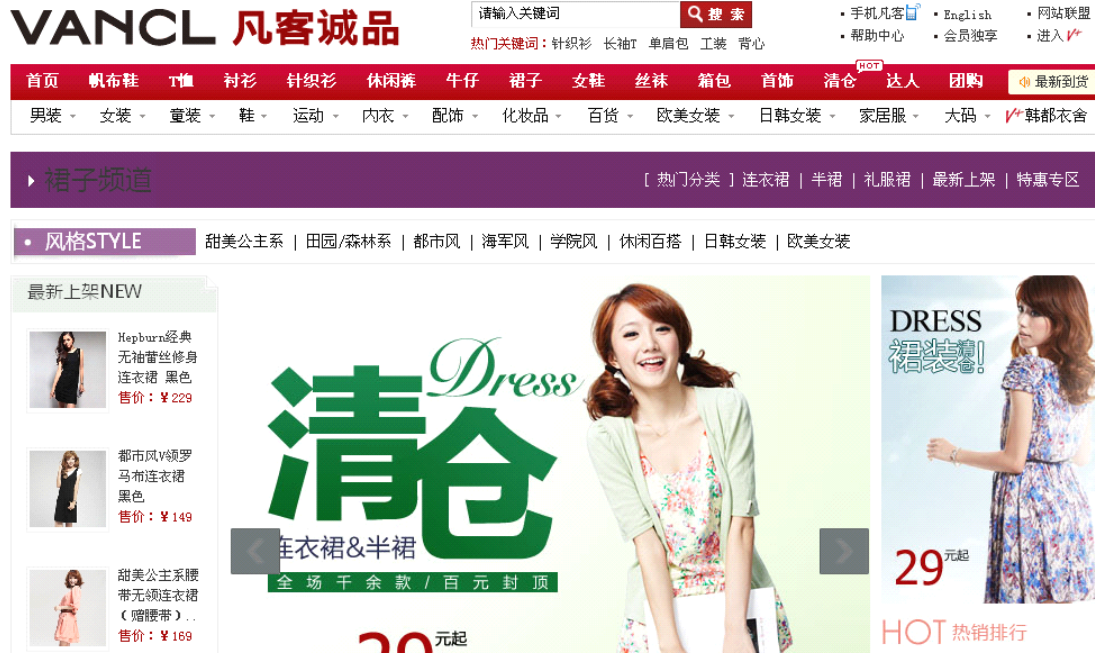 VANCL 凡客诚品
请输入关键词 搜 索
热门关键词：针织衫 长袖T 单肩包 工装 背心
手机凡客 English 网站联盟
帮助中心 会员独享 进入V+
首页 帆布鞋 T恤 衬衫 针织衫 休闲裤 牛仔 裙子 女鞋 丝袜 箱包 首饰 清仓 HOT 达人 团购 最新到货
男装 女装 童装 鞋 运动 内衣 配饰 化妆品 百货 欧美女装 日韩女装 家居服 大码 V+韩都衣舍
裙子频道
[ 热门分类 ] 连衣裙 | 半裙 | 礼服裙 | 最新上架 | 特惠专区
风格STYLE
甜美公主系 | 田园/森林系 | 都市风 | 海军风 | 学院风 | 休闲百搭 | 日韩女装 | 欧美女装
最新上架NEW
Hepburn经典
无袖蕾丝修身
连衣裙 黑色
售价：¥229
都市风V领罗
马布连衣裙
黑色
售价：¥149
甜美公主系腰
带无领连衣裙
（赠腰带）..
售价：¥169
Dress
清仓
连衣裙&半裙
全场千余款/百元封顶
29元起
DRESS
裙装清仓!
29元起
HOT 热销排行